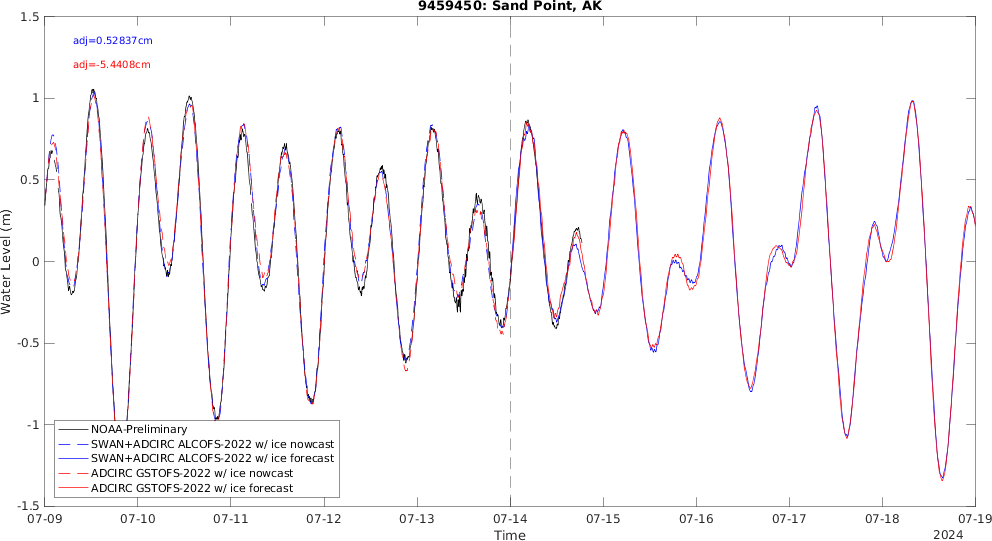 9459450: Sand Point, AK
adj=0.52837cm
adj=-5.4408cm
1.5
1
0.5
0
-0.5
-1
-1.5
Water Level (m)
NOAA-Preliminary
SWAN+ADCIRC ALCOFS-2022 w/ ice nowcast
SWAN+ADCIRC ALCOFS-2022 w/ ice forecast
ADCIRC GSTOFS-2022 w/ ice nowcast
ADCIRC GSTOFS-2022 w/ ice forecast
07-09 07-10 07-11 07-12 07-13 07-14 07-15 07-16 07-17 07-18 07-19
Time
2024